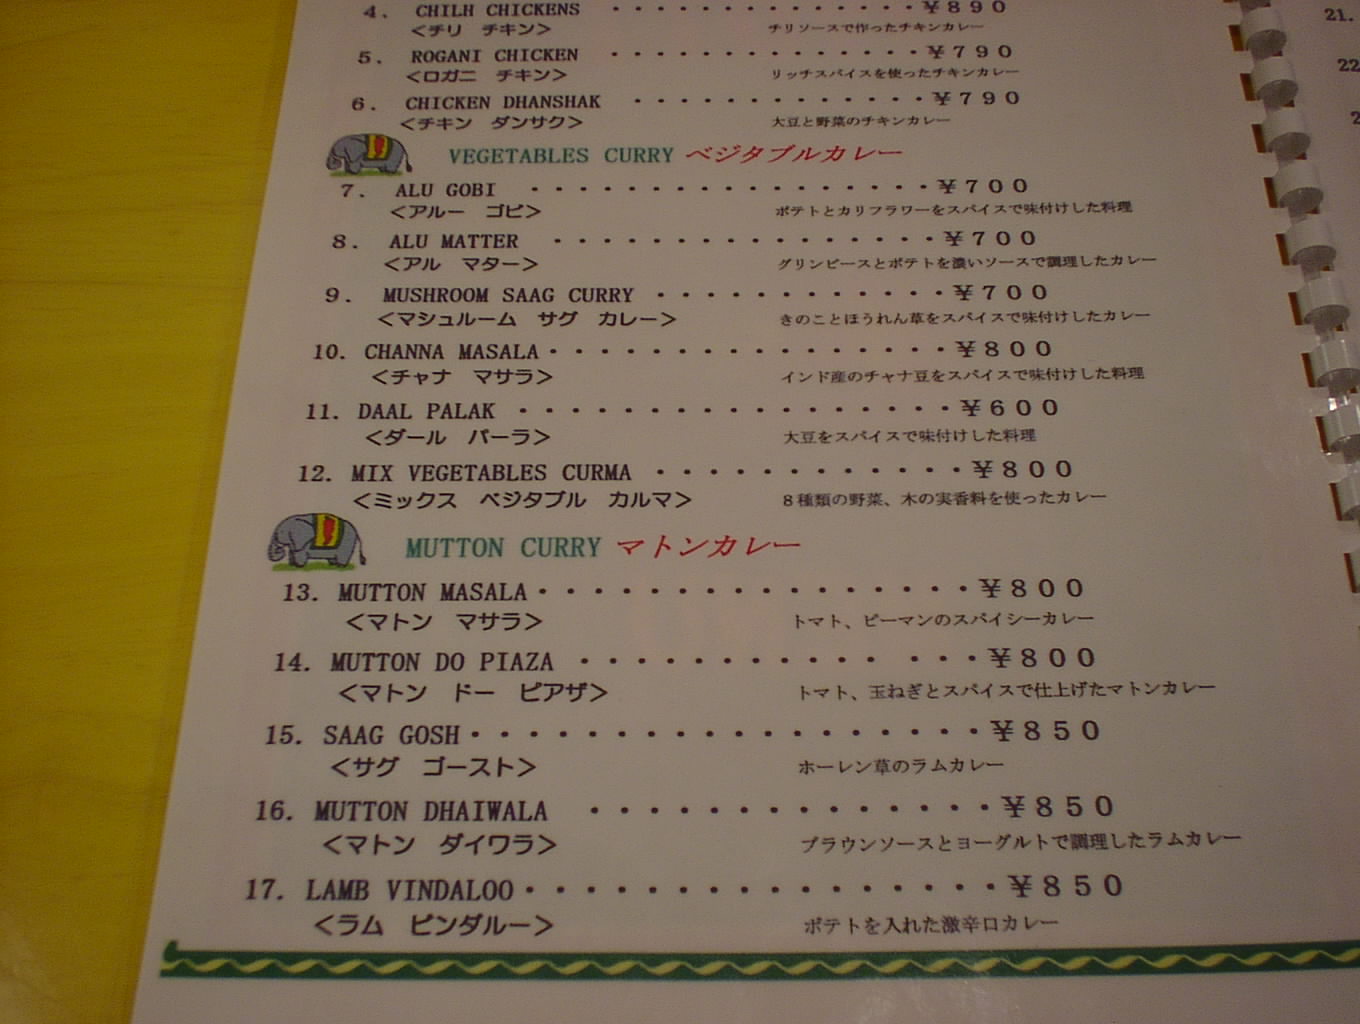 4. CHILH CHICKENS ・・・・・・・・・・・・¥890
＜チリ チキン＞ チリソースで作ったチキンカレー
5. ROGANI CHICKEN ・・・・・・・・・・・・・¥790
＜ロガニ チキン＞ リッチスパイスを使ったチキンカレー
6. CHICKEN DHANSHAK ・・・・・・・・・・・・¥790
＜チキン ダンサク＞ 大豆と野菜のチキンカレー
VEGETABLES CURRY ベジタブルカレー
7. ALU GOBI ・・・・・・・・・・・・・・・・¥700
＜アルー ゴビ＞ ポテトとカリフラワーをスパイスで味付けした料理
8. ALU MATTER ・・・・・・・・・・・・・・・¥700
＜アル マター＞ グリンピースとポテトを濃いソースで調理したカレー
9. MUSHROOM SAAG CURRY ・・・・・・・・・・・・¥700
＜マシュルーム サグ カレー＞ きのことほうれん草をスパイスで味付けしたカレー
10. CHANNA MASALA・・・・・・・・・・・・・・・・¥800
＜チャナ マサラ＞ インド産のチャナ豆をスパイスで味付けした料理
11. DAAL PALAK ・・・・・・・・・・・・・・・・・¥600
＜ダール パーラ＞ 大豆をスパイスで味付けした料理
12. MIX VEGETABLES CURMA ・・・・・・・・・・・・¥800
＜ミックス ベジタブル カルマ＞ 8種類の野菜、木の実香料を使ったカレー
MUTTON CURRY マトンカレー
13. MUTTON MASALA・・・・・・・・・・・・・・・・¥800
＜マトン マサラ＞ トマト、ピーマンのスパイシーカレー
14. MUTTON DO PIAZA ・・・・・・・・・・・ ・・・¥800
＜マトン ドー ピアザ＞ トマト、玉ねぎとスパイスで仕上げたマトンカレー
15. SAAG GOSH・・・・・・・・・・・・・・・・・・¥850
＜サグ ゴースト＞ ホーレン草のラムカレー
16. MUTTON DHAIWALA ・・・・・・・・・・・・・・¥850
＜マトン ダイワラ＞ ブラウンソースとヨーグルトで調理したラムカレー
17. LAMB VINDALOO・・・・・・・・・・・・・・・・¥850
＜ラム ビンダルー＞ ポテトを入れた激辛口カレー
21.
22
2